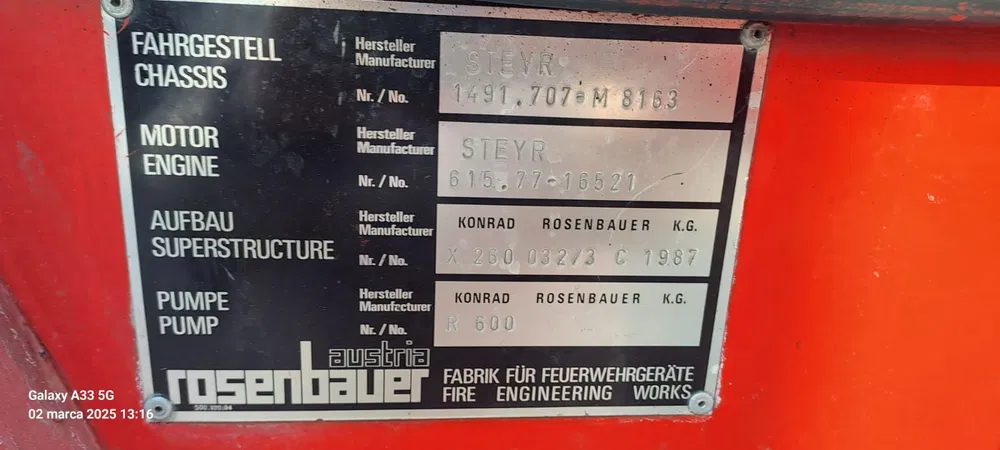 FAHRGESTELL
CHASSIS
Hersteller
Manufacturer
STEYR
Nr. / No.
1491.707-M 8163
MOTOR
ENGINE
Hersteller
Manufacturer
STEYR
Nr. / No.
615.77-16521
AUFBAU
SUPERSTRUCTURE
Hersteller
Manufacturer
KONRAD ROSENBAUER K.G.
Nr. / No.
X 260 032/3 C 1987
PUMPE
PUMP
Hersteller
Manufacturer
KONRAD ROSENBAUER K.G.
Nr. / No.
R 600
austria
rosenbauer
FABRIK FÜR FEUERWEHRGERÄTE
FIRE ENGINEERING WORKS
Galaxy A33 5G
02 marca 2025 13:16